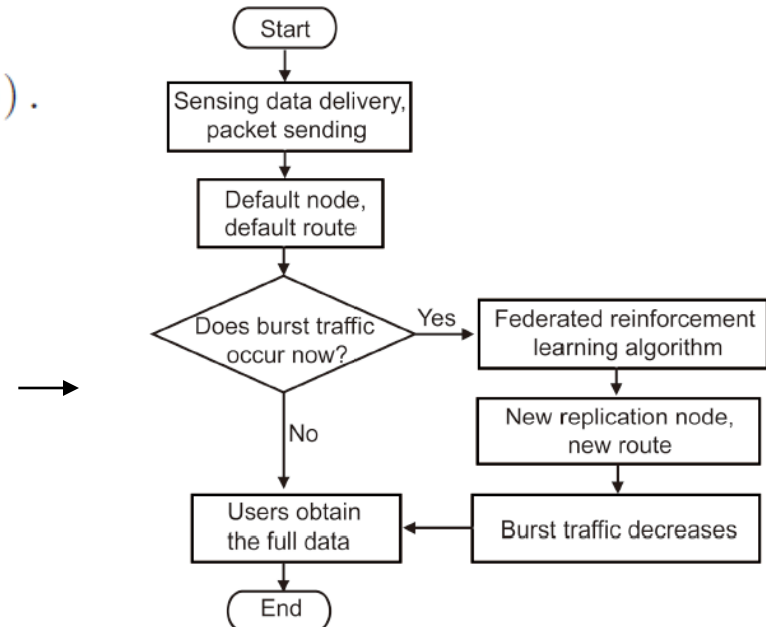 Start
) .
Sensing data delivery,
packet sending
Default node,
default route
Does burst traffic
occur now?
Yes
Federated reinforcement
learning algorithm
New replication node,
new route
No
Users obtain
the full data
Burst traffic decreases
End